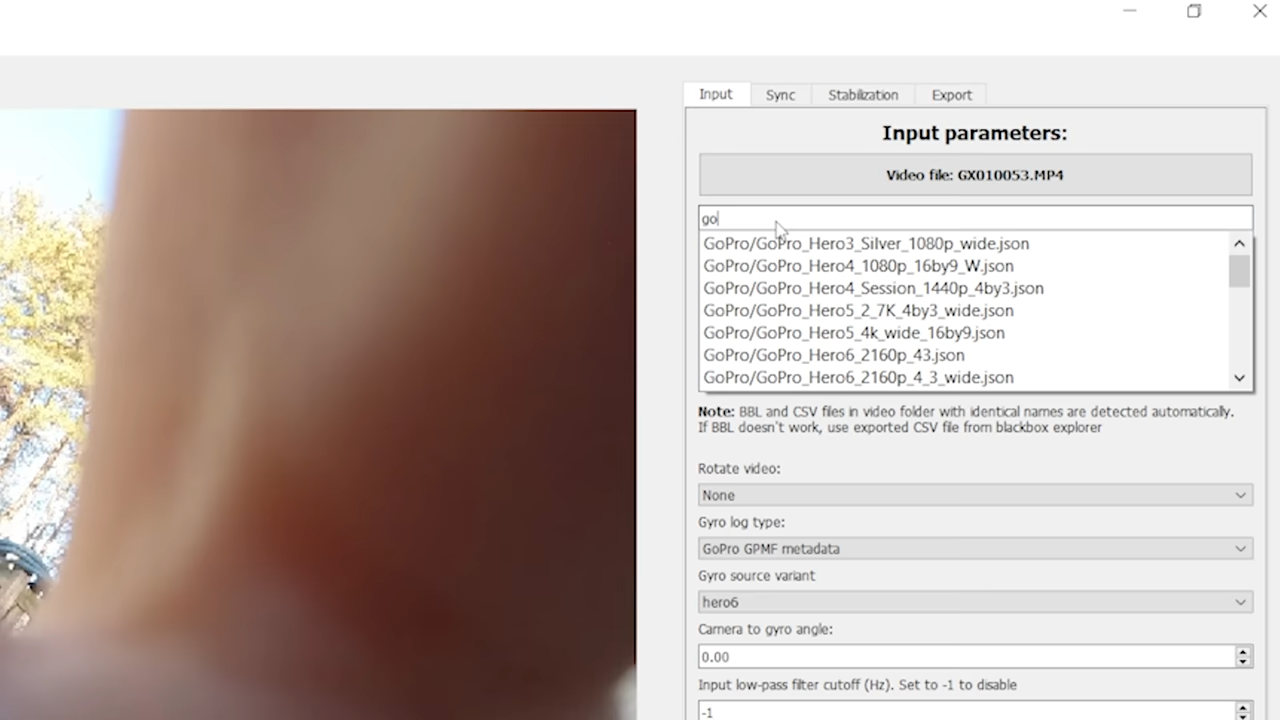 Input
Sync
Stabilization
Export
Input parameters:
Video file: GX010053.MP4
go
GoPro/GoPro_Hero3_Silver_1080p_wide.json
GoPro/GoPro_Hero4_1080p_16by9_W.json
GoPro/GoPro_Hero4_Session_1440p_4by3.json
GoPro/GoPro_Hero5_2_7K_4by3_wide.json
GoPro/GoPro_Hero5_4k_wide_16by9.json
GoPro/GoPro_Hero6_2160p_43.json
GoPro/GoPro_Hero6_2160p_4_3_wide.json
Note: BBL and CSV files in video folder with identical names are detected automatically.
If BBL doesn't work, use exported CSV file from blackbox explorer
Rotate video:
None
Gyro log type:
GoPro GPMF metadata
Gyro source variant
hero6
Camera to gyro angle:
0.00
Input low-pass filter cutoff (Hz). Set to -1 to disable
-1